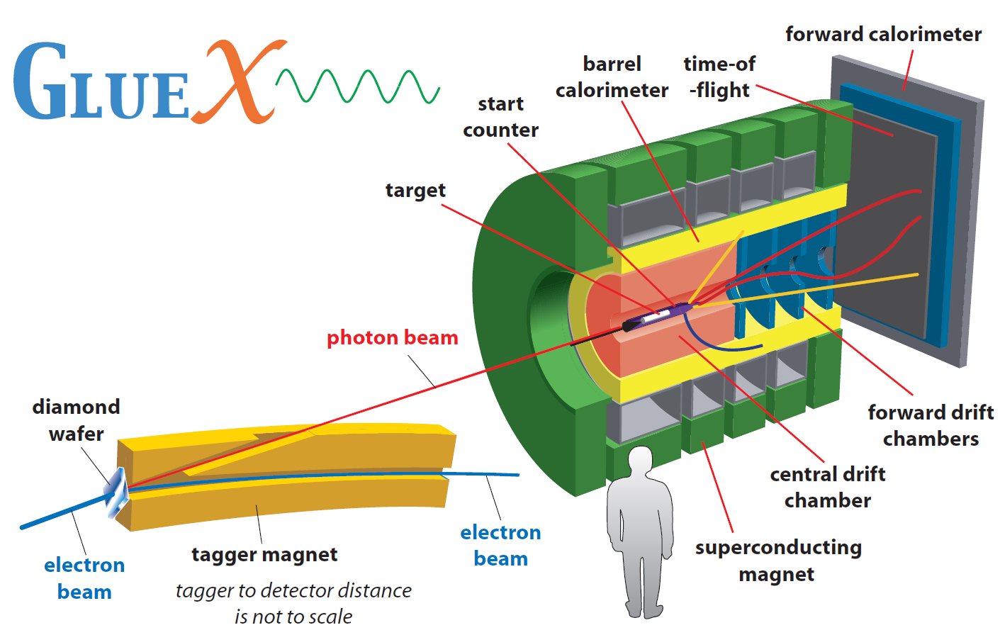 GLUEX
forward calorimeter
barrel
calorimeter
time-of
-flight
start
counter
target
photon beam
diamond
wafer
electron
beam
tagger magnet
tagger to detector distance
is not to scale
electron
beam
forward drift
chambers
central drift
chamber
superconducting
magnet